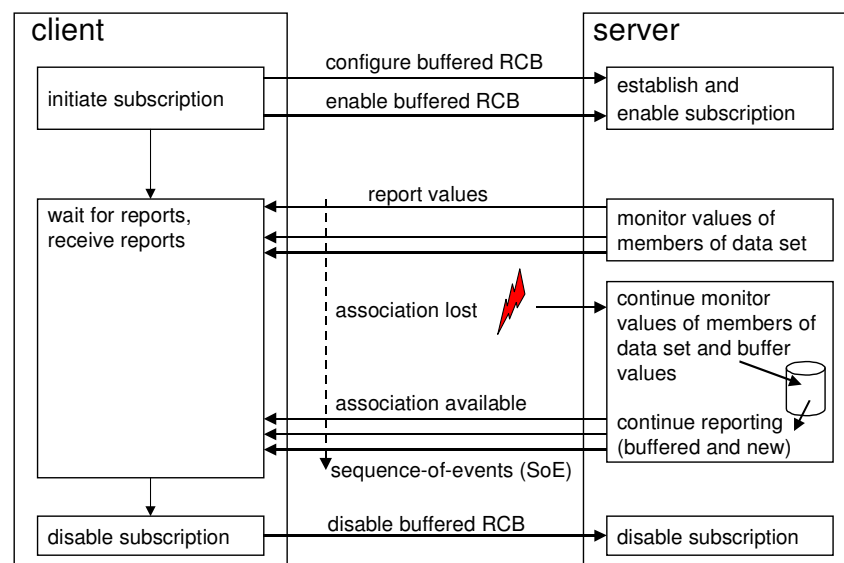 client
server
configure buffered RCB
initiate subscription
enable buffered RCB
establish and
enable subscription
report values
wait for reports,
receive reports
monitor values of
members of data set
association lost
continue monitor
values of members of
data set and buffer
values
association available
continue reporting
(buffered and new)
sequence-of-events (SoE)
disable buffered RCB
disable subscription
disable subscription